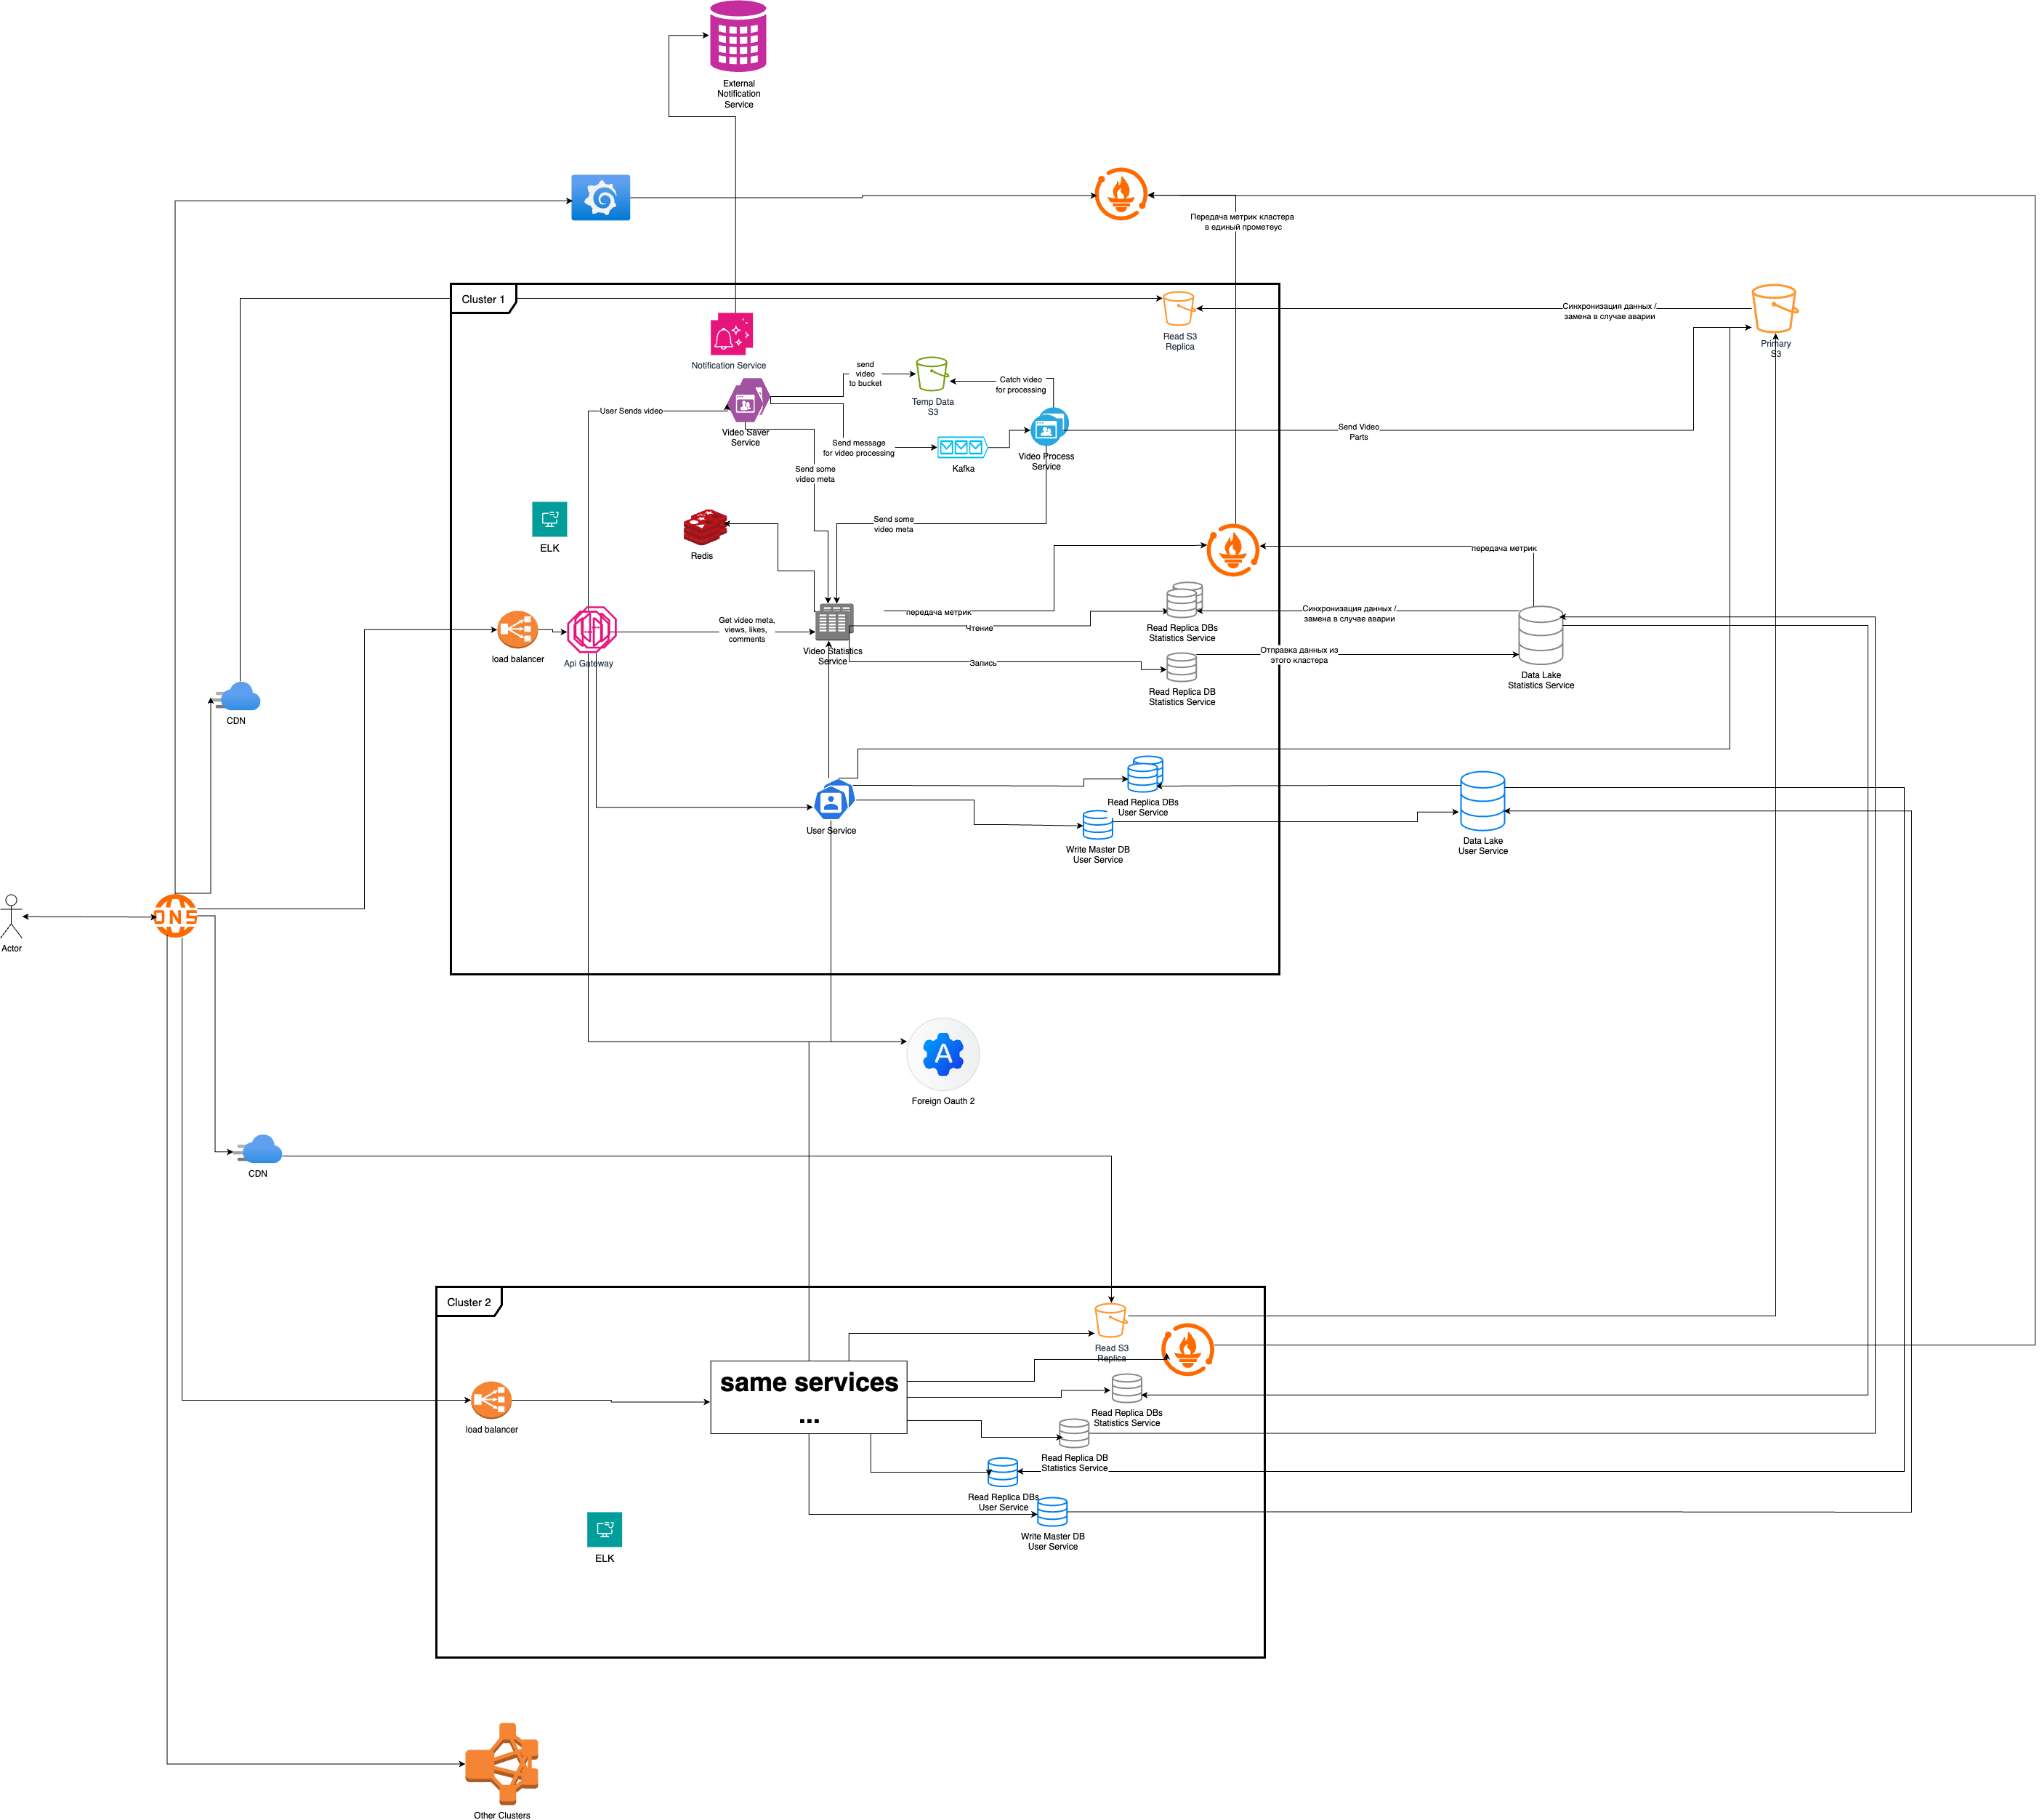 External
Notification
Service
Передача метрик кластера
в единый прометеус
Cluster 1
Read S3
Replica
Синхронизация данных /
замена в случае аварии
Primary
S3
Notification Service
send
video
to bucket
Temp Data
S3
Catch video
for processing
User Sends video
Video Saver
Service
Send message
for video processing
Kafka
Video Process
Service
Send Video
Parts
Send some
video meta
Send some
video meta
ELK
Redis
передача метрик
передача метрик
load balancer
Api Gateway
Get video meta,
views, likes,
comments
Video Statistics
Service
Чтение
Read Replica DBs
Statistics Service
Синхронизация данных /
замена в случае аварии
Запись
Отправка данных из
этого кластера
Read Replica DB
Statistics Service
Data Lake
Statistics Service
CDN
User Service
Read Replica DBs
User Service
Write Master DB
User Service
Data Lake
User Service
DNS
Actor
Foreign Oauth 2
CDN
Cluster 2
Read S3
Replica
same services
...
load balancer
Read Replica DBs
Statistics Service
Read Replica DB
Statistics Service
Read Replica DBs
User Service
Write Master DB
User Service
ELK
Other Clusters